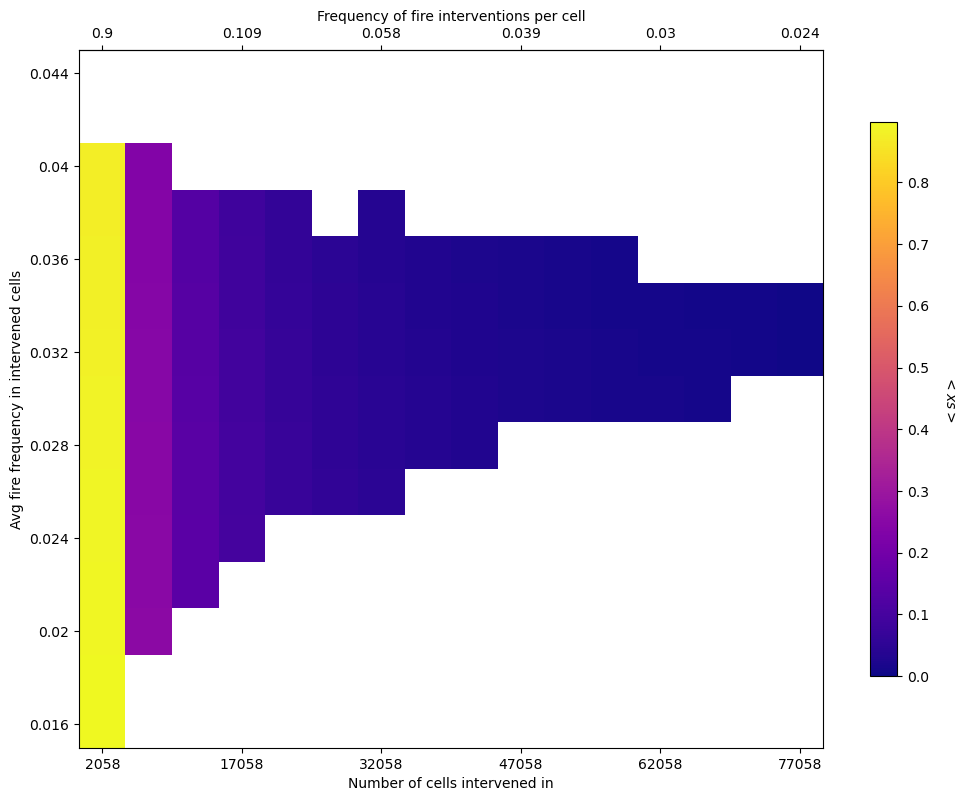 Frequency of fire interventions per cell
0.9 0.109 0.058 0.039 0.03 0.024
0.044
0.04
0.036
0.032
0.028
0.024
0.02
0.016
Avg fire frequency in intervened cells
2058 17058 32058 47058 62058 77058
Number of cells intervened in
0.8
0.7
0.6
0.5
0.4
0.3
0.2
0.1
0.0
< sx >